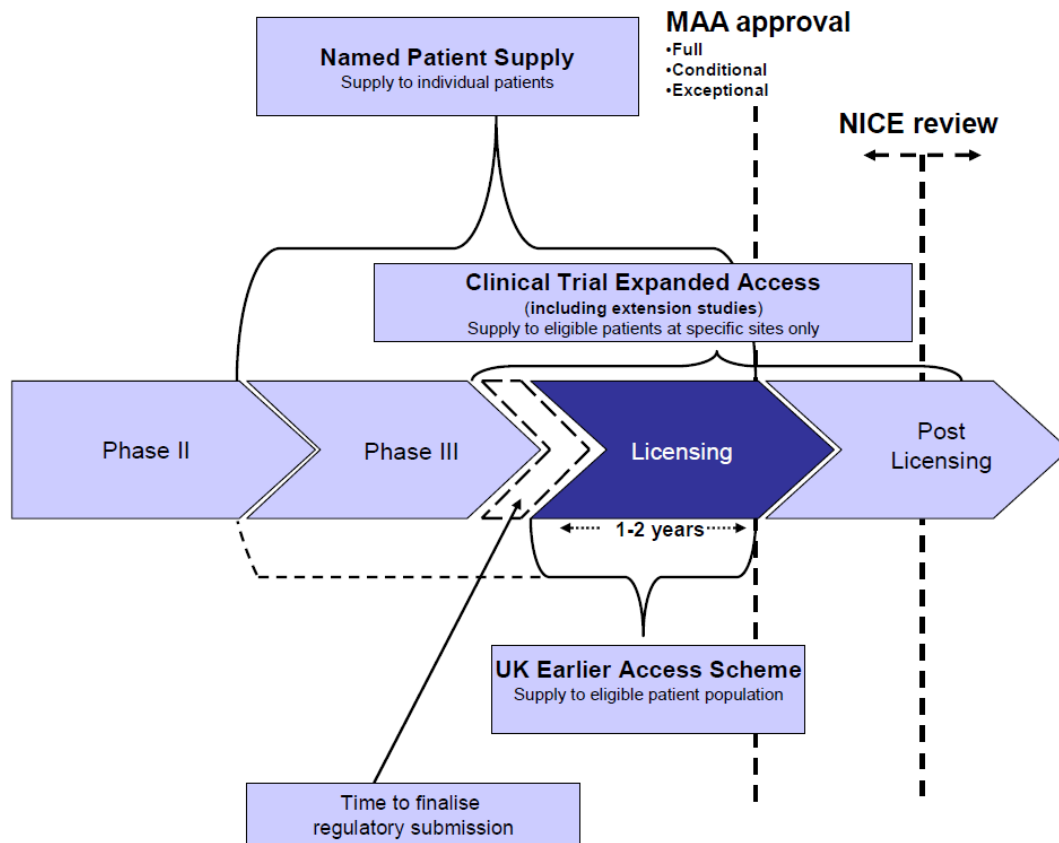 Named Patient Supply
Supply to individual patients
MAA approval
•Full
•Conditional
•Exceptional
NICE review
Clinical Trial Expanded Access
(including extension studies)
Supply to eligible patients at specific sites only
Phase II
Phase III
Licensing
Post
Licensing
1-2 years
UK Earlier Access Scheme
Supply to eligible patient population
Time to finalise
regulatory submission